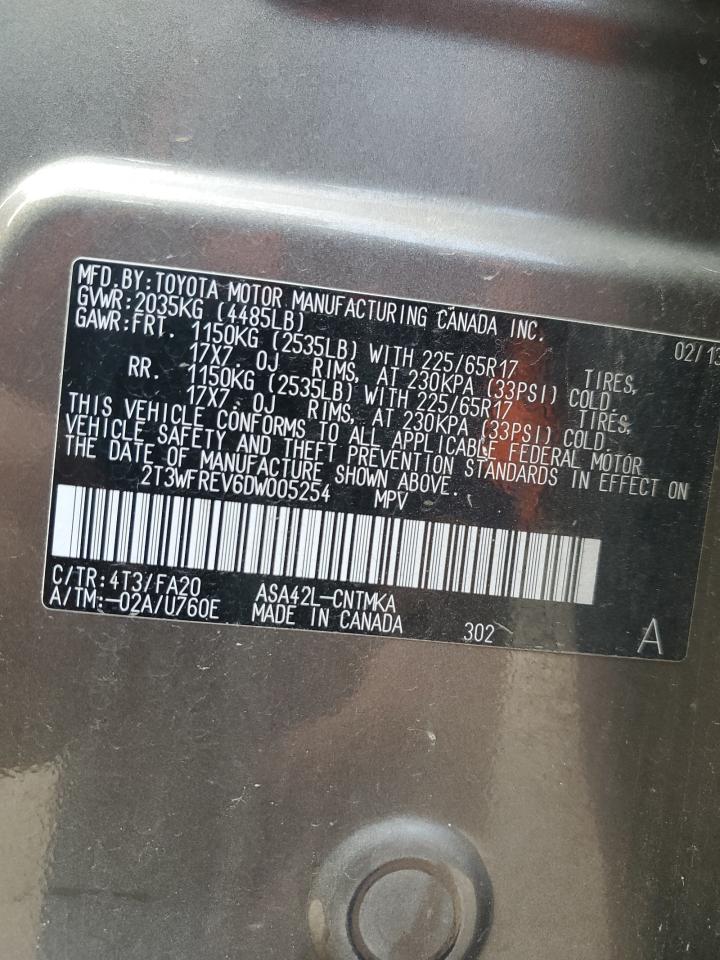 MFD.BY:TOYOTA MOTOR MANUFACTURING CANADA INC.
02/13
GVWR:2035KG (4485LB)
GAWR:FRT. 1150KG (2535LB) WITH 225/65R17 TIRES,
17X7. 0J RIMS, AT 230KPA (33PSI) COLD
RR. 1150KG (2535LB) WITH 225/65R17 TIRES,
17X7. 0J RIMS, AT 230KPA (33PSI) COLD
THIS VEHICLE CONFORMS TO ALL APPLICABLE FEDERAL MOTOR
VEHICLE SAFETY AND THEFT PREVENTION STANDARDS IN EFFECT ON
THE DATE OF MANUFACTURE SHOWN ABOVE.
2T3WFREV6DW005254 MPV
C/TR:4T3/FA20 ASA42L-CNTMKA
A/TM:-02A/U760E MADE IN CANADA 302 A